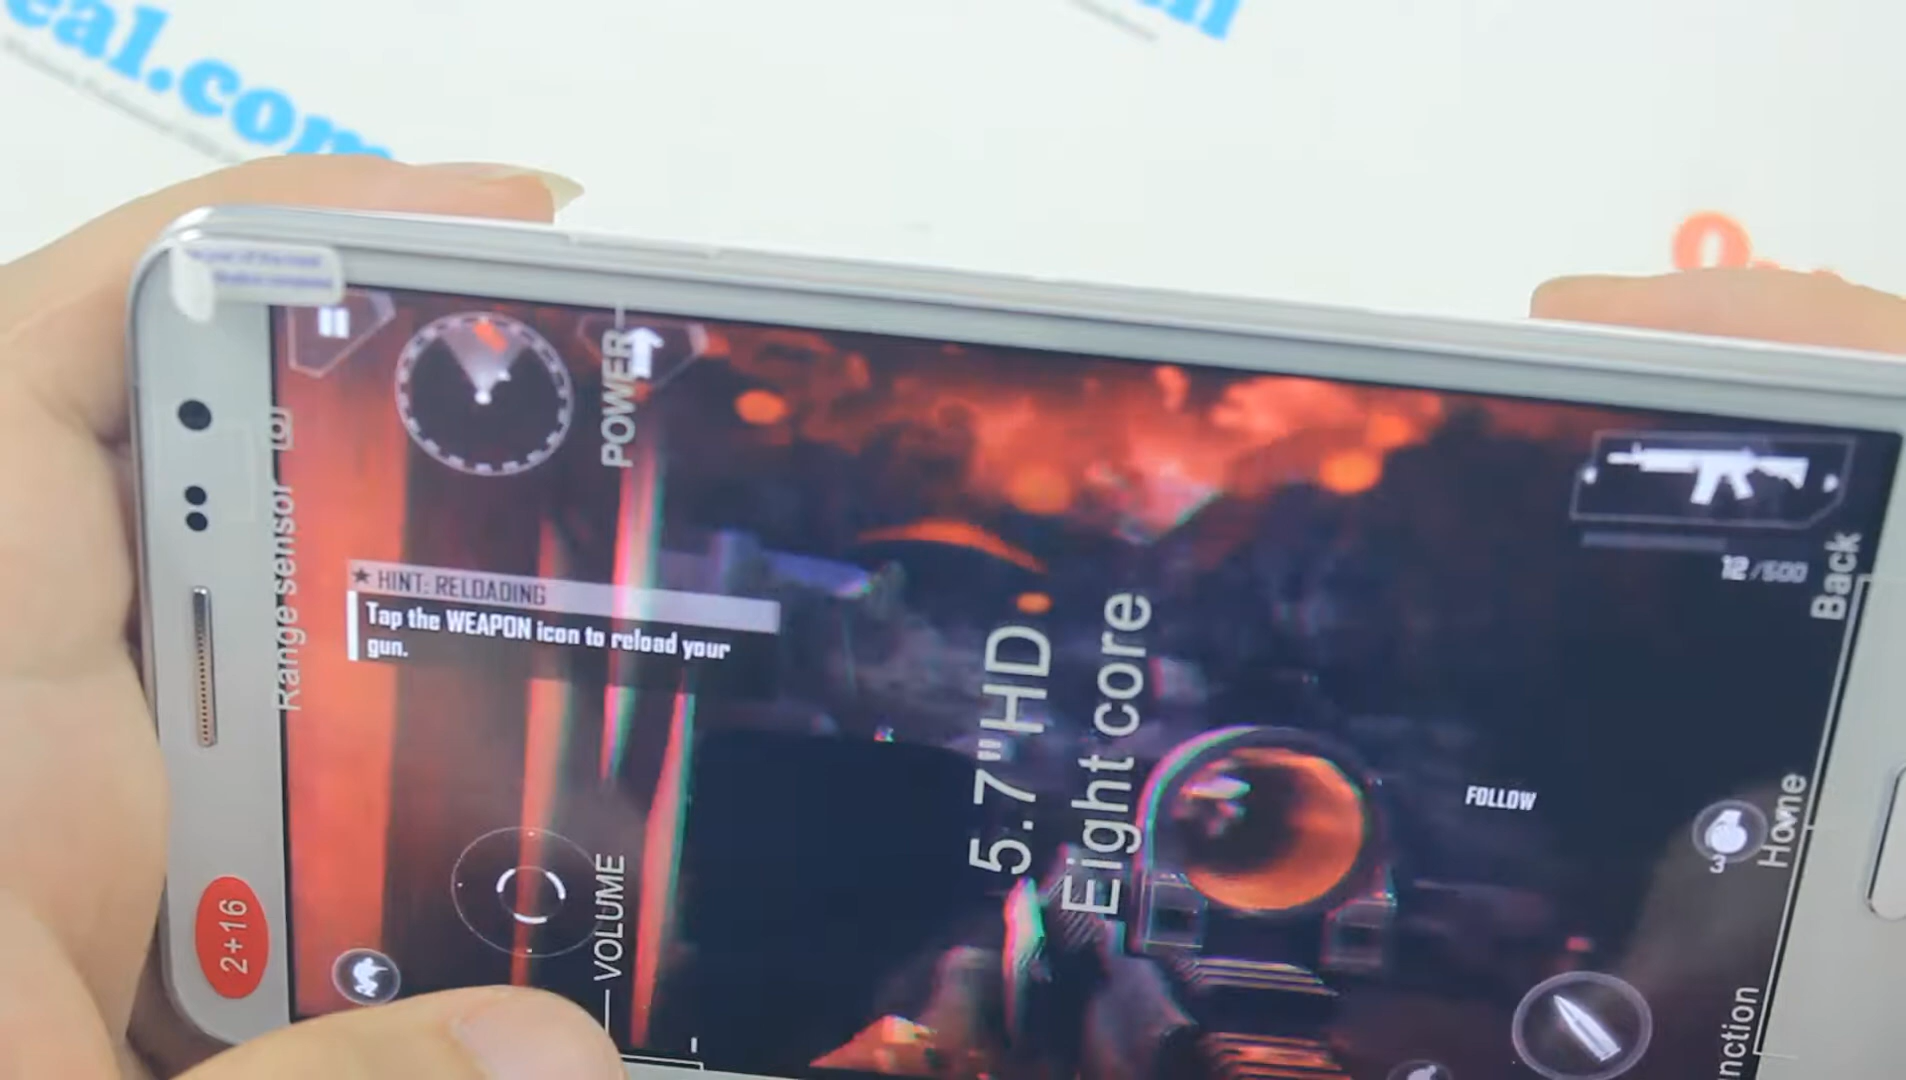 eal.com
m
POWER
Range sensor
★ HINT: RELOADING
Tap the WEAPON icon to reload your
gun.
5.7"HD
Eight core
12/500
Back
FOLLOW
Home
3
VOLUME
2+16
nction